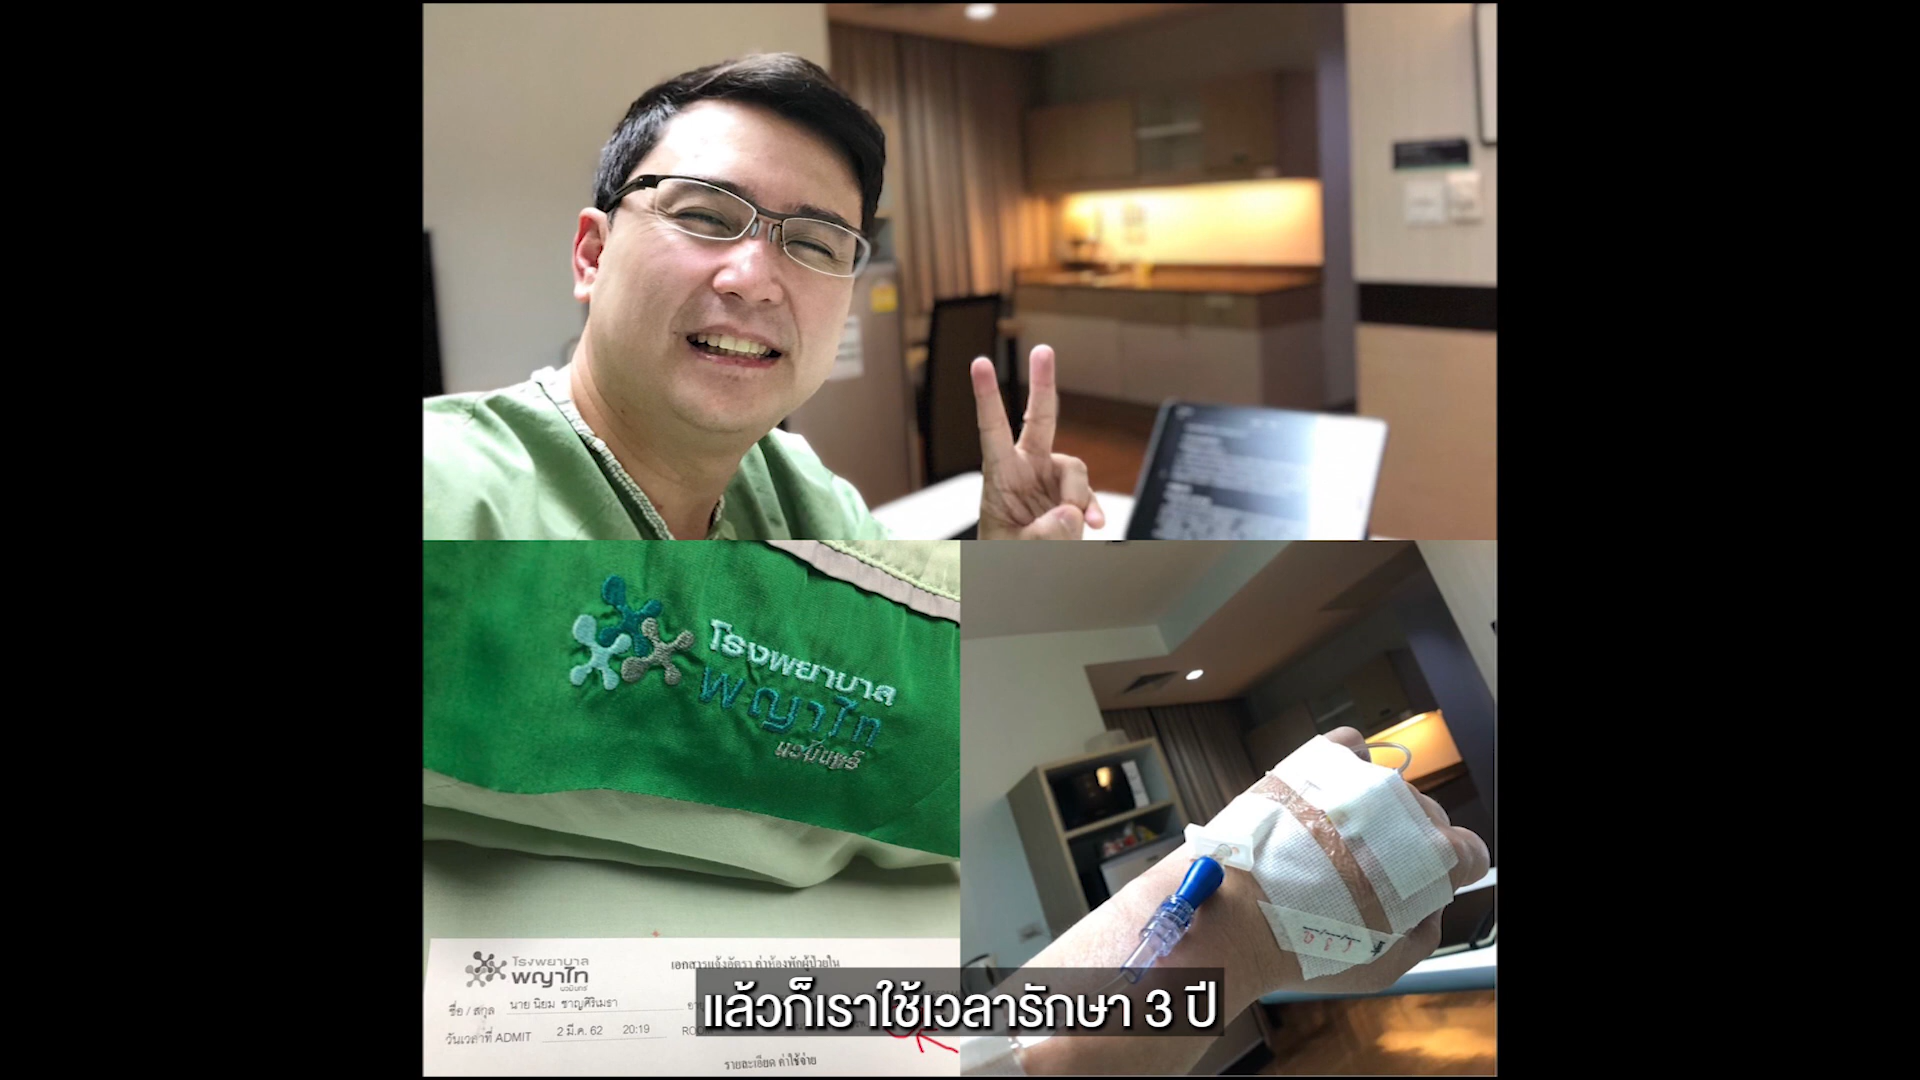 โรงพยาบาล
พญาไท
นวมินทร์
โรงพยาบาล
พญาไท
นวมินทร์
เอกสารแจ้งอัตรา ค่าห้องพักผู้ป่วยใน
ชื่อ / สกุล นาย นิยม ชาญศิริเมธา
วันเวลาที่ ADMIT 2 มี.ค. 62 20:19
รายละเอียด ค่าใช้จ่าย
แล้วก็เราใช้เวลารักษา 3 ปี